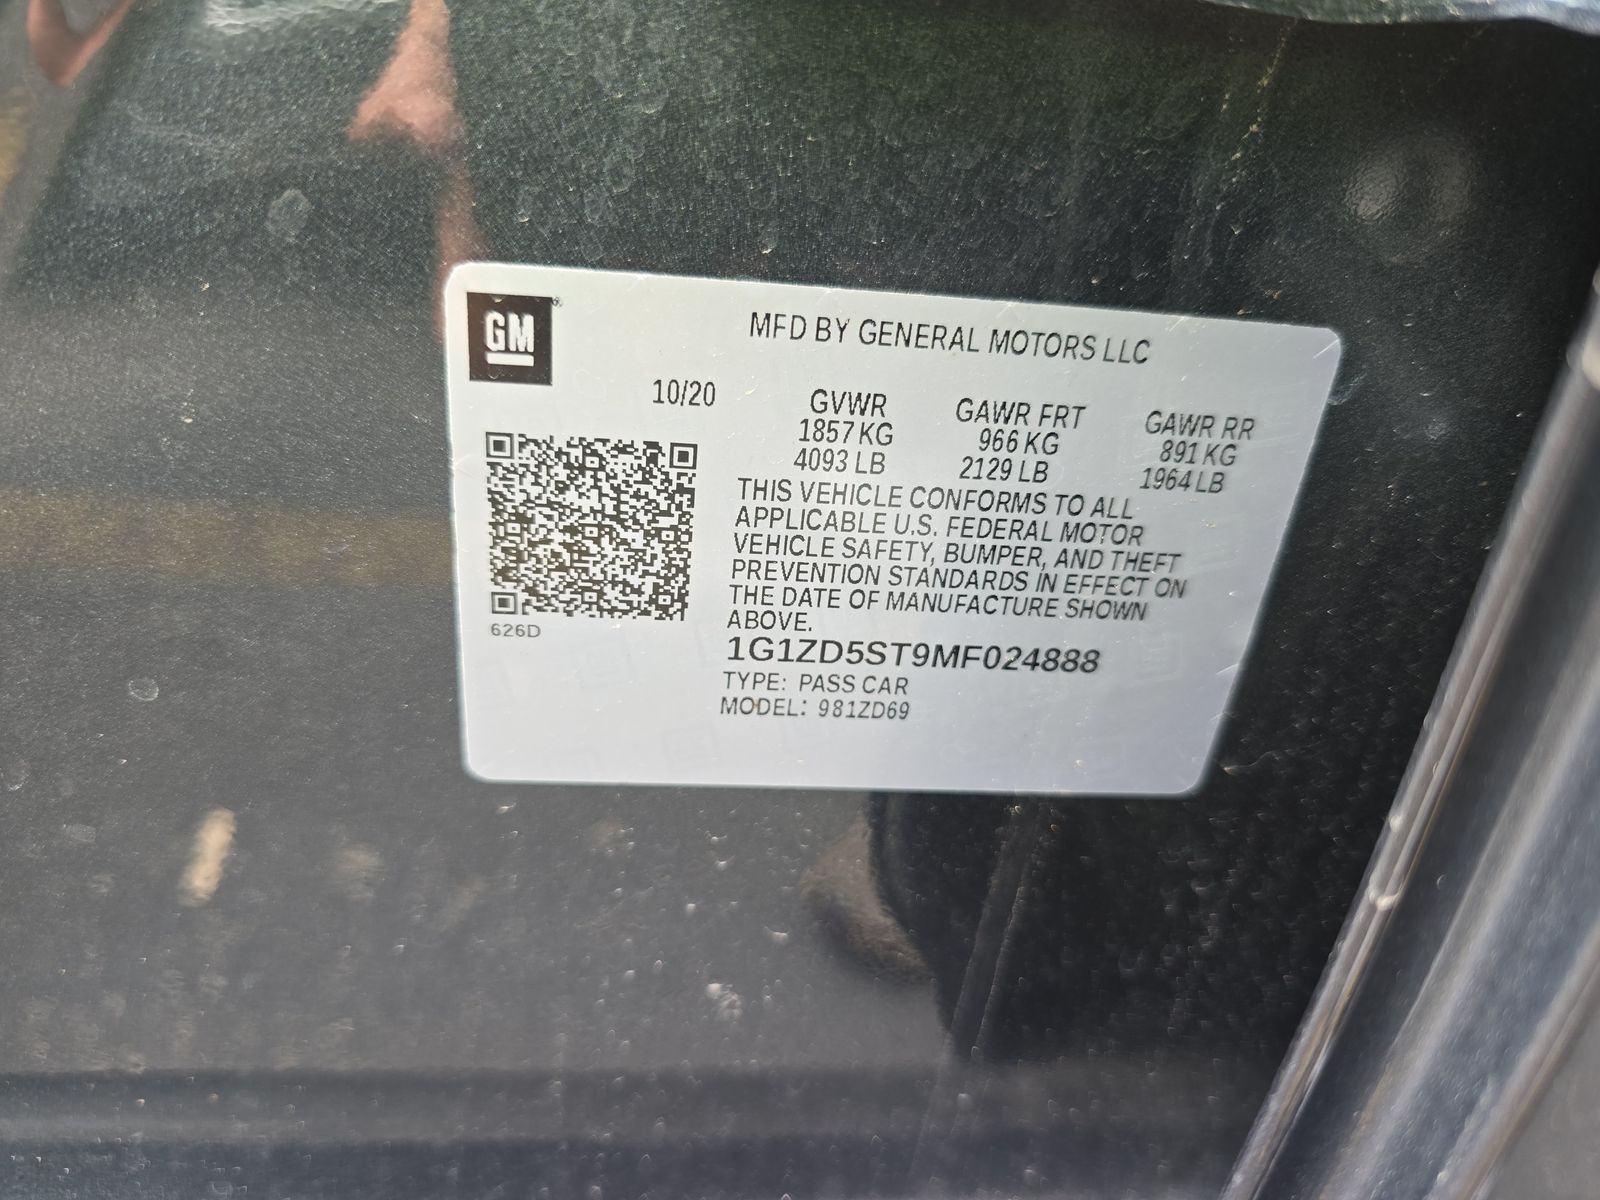 GM
MFD BY GENERAL MOTORS LLC
10/20
GVWR GAWR FRT GAWR RR
1857 KG 966 KG 891 KG
4093 LB 2129 LB 1964 LB
THIS VEHICLE CONFORMS TO ALL
APPLICABLE U.S. FEDERAL MOTOR
VEHICLE SAFETY, BUMPER, AND THEFT
PREVENTION STANDARDS IN EFFECT ON
THE DATE OF MANUFACTURE SHOWN
ABOVE.
626D
1G1ZD5ST9MF024888
TYPE: PASS CAR
MODEL: 981ZD69